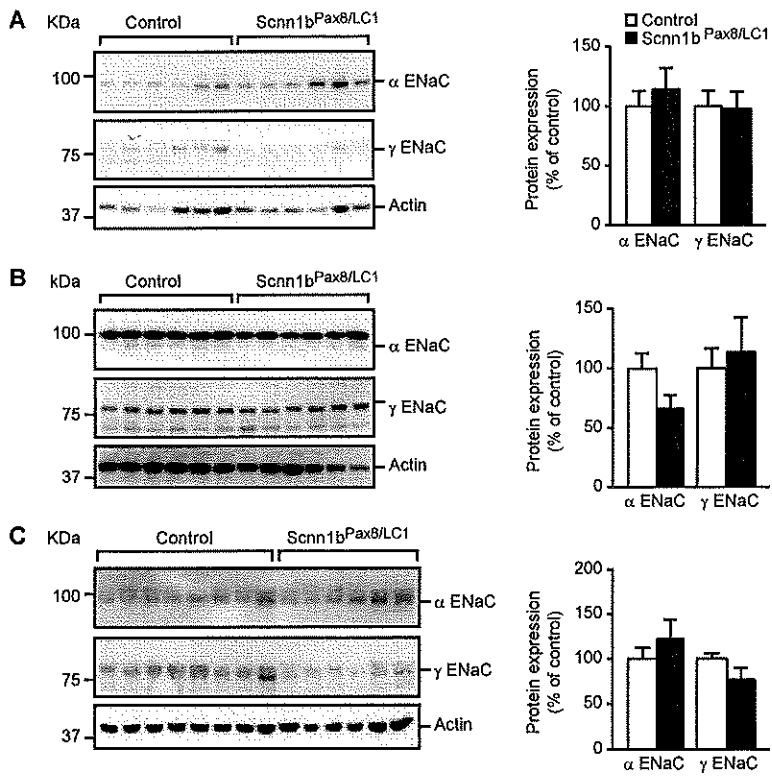 A KDa Control Scnn1bPax8/LC1
100
α ENaC
75
γ ENaC
37
Actin
Control
Scnn1bPax8/LC1
Protein expression
(% of control)
150
100
50
0
α ENaC γ ENaC
B kDa Control Scnn1bPax8/LC1
100
α ENaC
75
γ ENaC
37
Actin
Protein expression
(% of control)
150
100
50
0
α ENaC γ ENaC
C KDa Control Scnn1bPax8/LC1
100
α ENaC
75
γ ENaC
37
Actin
Protein expression
(% of control)
200
150
100
50
0
α ENaC γ ENaC